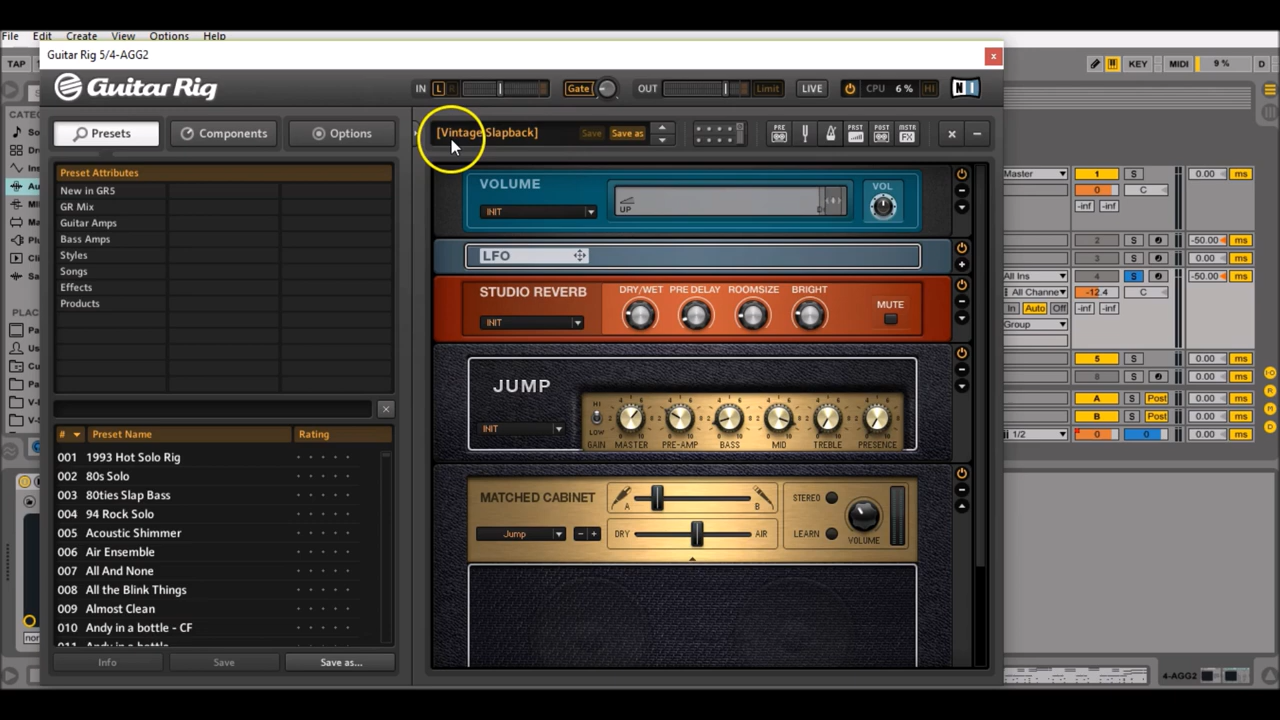 File Edit Create View Options Help
Guitar Rig 5/4-AGG2
TAP
KEY MIDI 9 % D
Guitar Rig
IN L R Gate OUT Limit LIVE CPU 6 % HI NI
Presets Components Options
[Vintage Slapback] Save Save as PRE PRST POST MSTR FX
Preset Attributes
New in GR5
GR Mix
Guitar Amps
Bass Amps
Styles
Songs
Effects
Products
# Preset Name Rating
001 1993 Hot Solo Rig
002 80s Solo
003 80ties Slap Bass
004 94 Rock Solo
005 Acoustic Shimmer
006 Air Ensemble
007 All And None
008 All the Blink Things
009 Almost Clean
010 Andy in a bottle - CF
Info Save Save as...
VOLUME
INIT
UP
VOL
LFO
STUDIO REVERB
INIT
DRY/WET PRE DELAY ROOMSIZE BRIGHT
MUTE
JUMP
INIT
HI
LOW
GAIN MASTER PRE-AMP BASS MID TREBLE PRESENCE
MATCHED CABINET
Jump
A B
DRY AIR
STEREO
LEARN
VOLUME
Master 1 0.00 ms
0 C
-inf -inf
2 S -50.00 ms
3 S 0.00 ms
All Ins 4 S -50.00 ms
All Channe -12.4 C
In Auto Off -inf -inf
Group
5 S 0.00 ms
8 S 0.00 ms
A S Post 0.00 ms
B S Post 0.00 ms
1/2 0 0 0.00 ms
4-AGG2